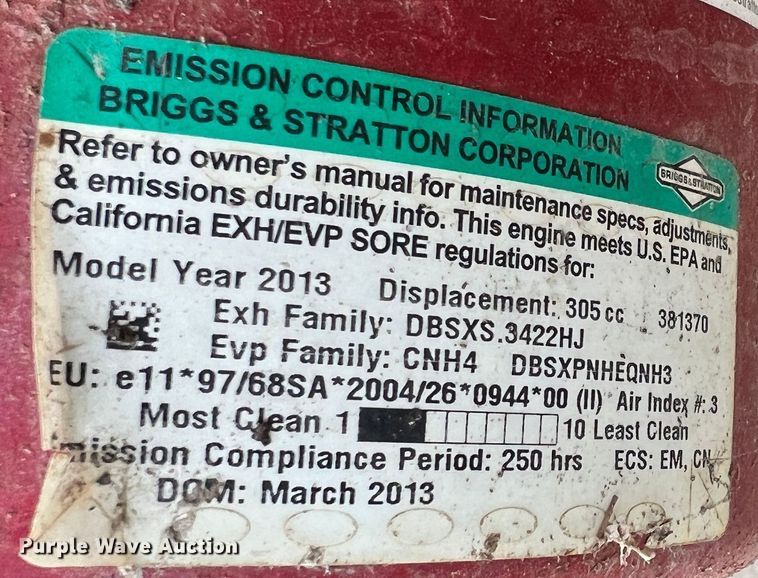 EMISSION CONTROL INFORMATION
BRIGGS & STRATTON CORPORATION
BRIGGS & STRATTON
Refer to owner's manual for maintenance specs, adjustments,
& emissions durability info. This engine meets U.S. EPA and
California EXH/EVP SORE regulations for:
Model Year 2013 Displacement: 305 cc 381370
Exh Family: DBSXS.3422HJ
Evp Family: CNH4 DBSXPNHEQNH3
EU: e11*97/68SA*2004/26*0944*00 (II) Air Index #: 3
Most Clean 1 10 Least Clean
mission Compliance Period: 250 hrs ECS: EM, CN
DOM: March 2013
Purple Wave Auction